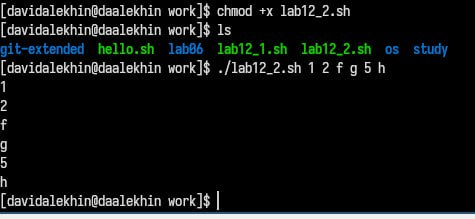 [davidalekhin@daalekhin work]$ chmod +x lab12_2.sh
[davidalekhin@daalekhin work]$ ls
git-extended  hello.sh  lab06  lab12_1.sh  lab12_2.sh  os  study
[davidalekhin@daalekhin work]$ ./lab12_2.sh 1 2 f g 5 h
1
2
f
g
5
h
[davidalekhin@daalekhin work]$